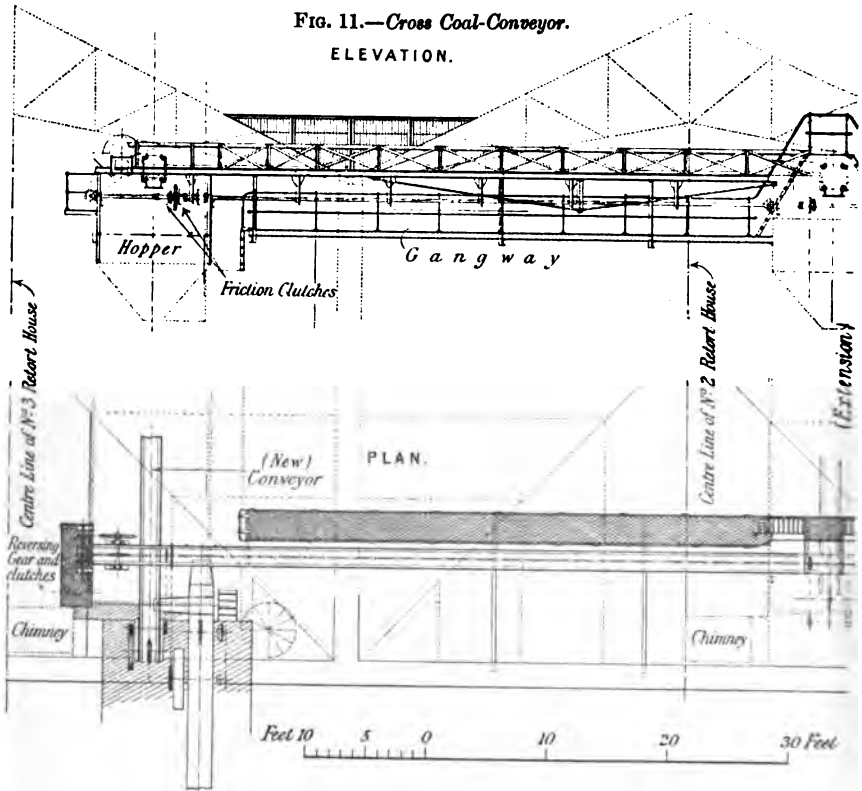 FIG. 11.—Cross Coal-Conveyor.
ELEVATION.
Hopper
Friction Clutches
Gangway
Centre Line of Nº 3 Retort House
Centre Line of Nº 2 Retort House
(Extension)
(New)
Conveyor
PLAN.
Reversing
Gear and
clutches
Chimney
Chimney
Feet 10 5 0 10 20 30 Feet